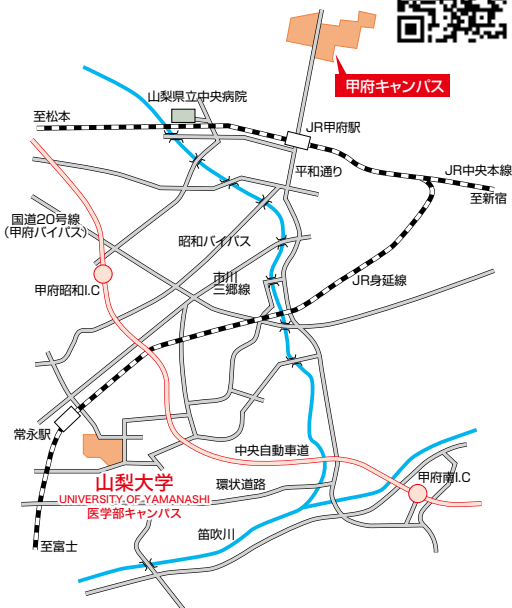 甲府キャンパス
山梨県立中央病院
至松本
JR甲府駅
平和通り
JR中央本線
至新宿
国道20号線
(甲府バイパス)
昭和バイパス
市川
三郷線
JR身延線
甲府昭和I.C
常永駅
中央自動車道
甲府南I.C
山梨大学
UNIVERSITY OF YAMANASHI
医学部キャンパス
環状道路
笛吹川
至富士